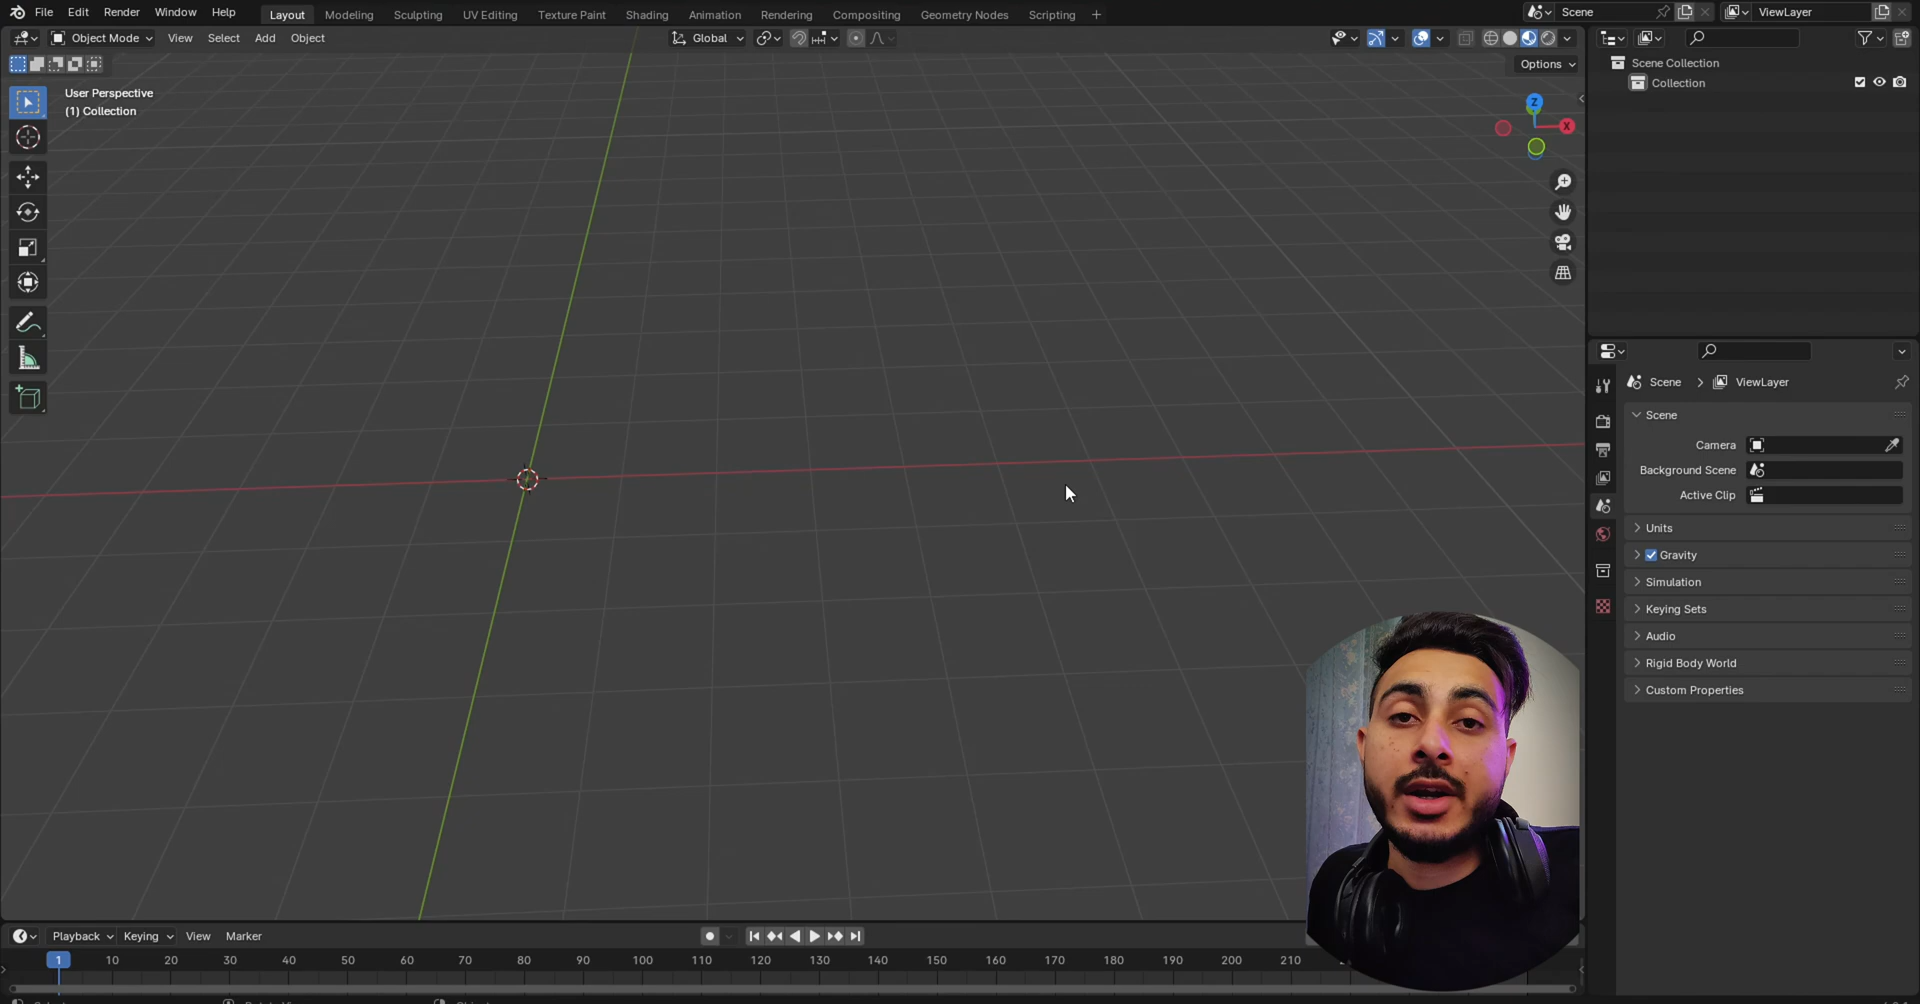 File Edit Render Window Help Layout Modeling Sculpting UV Editing Texture Paint Shading Animation Rendering Compositing Geometry Nodes Scripting + Scene ViewLayer
Object Mode View Select Add Object Global
Options
User Perspective
(1) Collection
Z
X
Scene Collection
Collection
Scene > ViewLayer
Scene
Camera
Background Scene
Active Clip
Units
Gravity
Simulation
Keying Sets
Audio
Rigid Body World
Custom Properties
Playback Keying View Marker
1 10 20 30 40 50 60 70 80 90 100 110 120 130 140 150 160 170 180 190 200 210